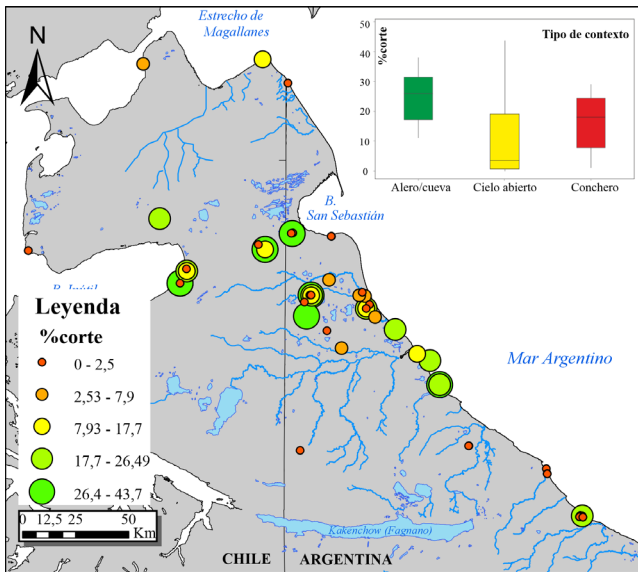 Estrecho de
Magallanes
N
%corte
Tipo de contexto
50
40
30
20
10
0
Alero/cueva
Cielo abierto
Conchero
B.
San Sebastián
Leyenda
%corte
0 - 2,5
2,53 - 7,9
7,93 - 17,7
17,7 - 26,49
26,4 - 43,7
0 12,5 25 50
Km
Mar Argentino
Kakenchow (Fagnano)
CHILE
ARGENTINA